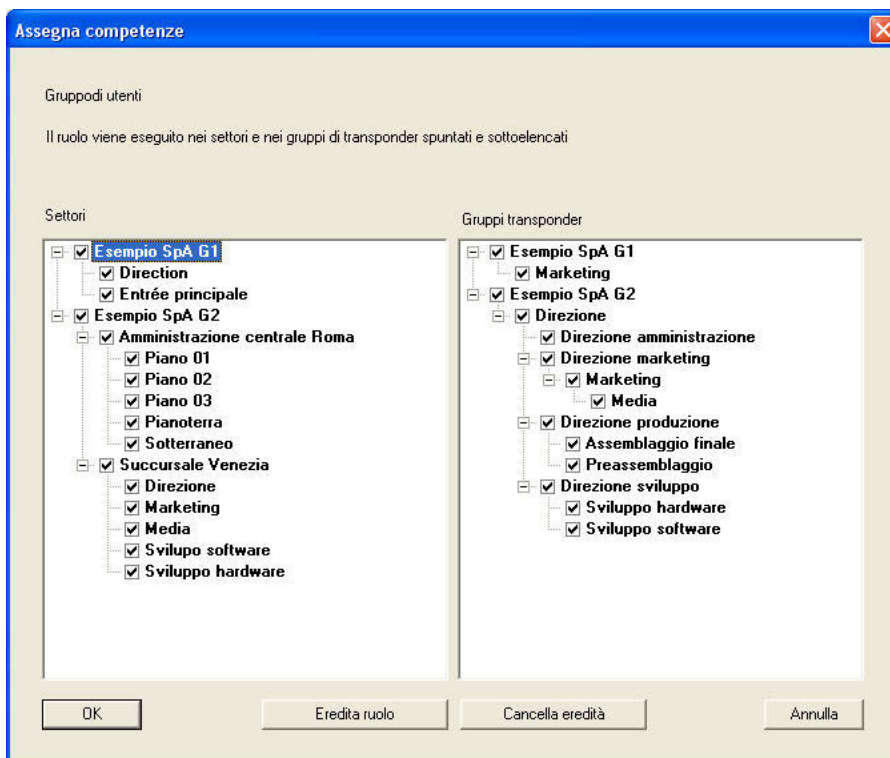 Assegna competenze
Gruppodi utenti
Il ruolo viene eseguito nei settori e nei gruppi di transponder spuntati e sottoelencati
Settori
Esempio SpA G1
Direction
Entrée principale
Esempio SpA G2
Amministrazione centrale Roma
Piano 01
Piano 02
Piano 03
Pianoterra
Sotterraneo
Succursale Venezia
Direzione
Marketing
Media
Svilupo software
Sviluppo hardware
Gruppi transponder
Esempio SpA G1
Marketing
Esempio SpA G2
Direzione
Direzione amministrazione
Direzione marketing
Marketing
Media
Direzione produzione
Assemblaggio finale
Preassemblaggio
Direzione sviluppo
Sviluppo hardware
Sviluppo software
OK
Eredita ruolo
Cancella eredità
Annulla